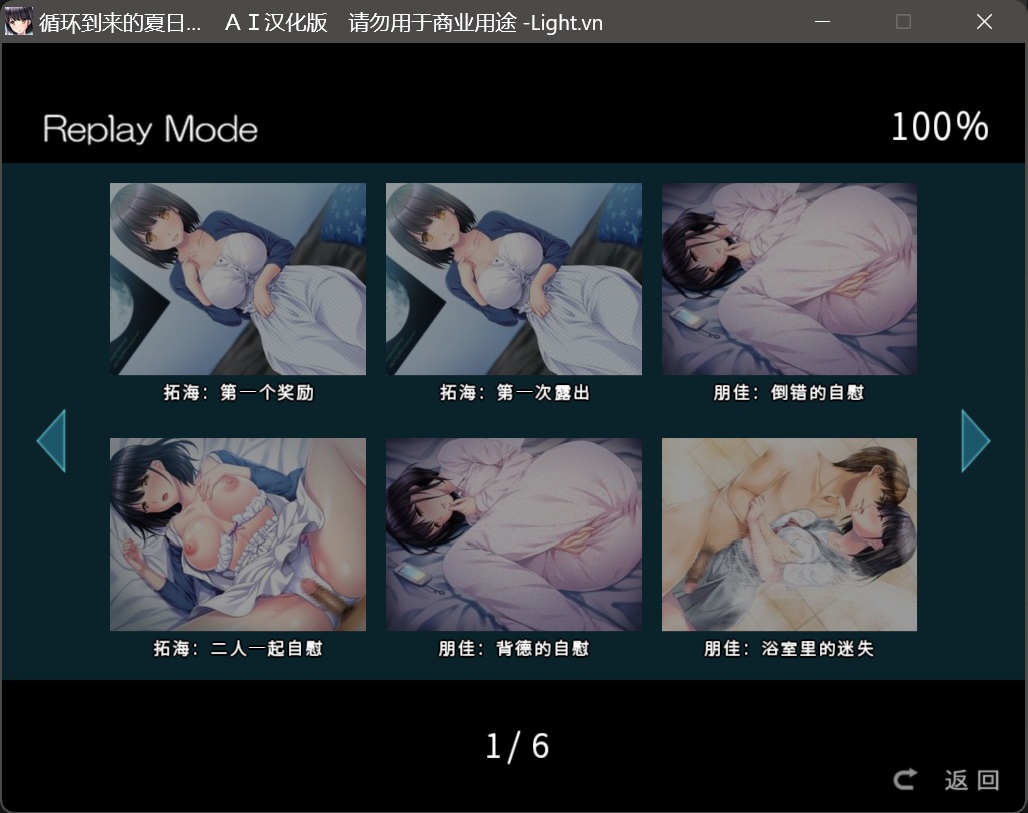 循环到来的夏日... ＡＩ汉化版 请勿用于商业用途 -Light.vn
Replay Mode
100%
拓海：第一个奖励
拓海：第一次露出
朋佳：倒错的自慰
拓海：二人一起自慰
朋佳：背德的自慰
朋佳：浴室里的迷失
1/ 6
返 回